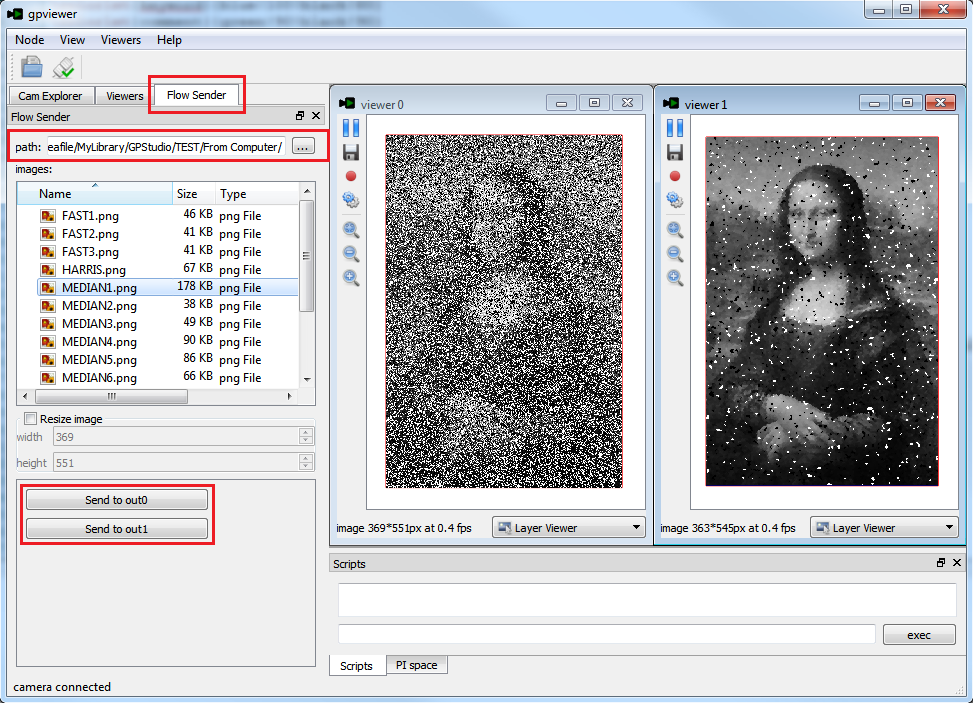 gpviewer
Node View Viewers Help
Cam Explorer Viewers Flow Sender
Flow Sender
path: eafile/MyLibrary/GPStudio/TEST/From Computer/ ...
images:
Name Size Type
FAST1.png 46 KB png File
FAST2.png 41 KB png File
FAST3.png 41 KB png File
HARRIS.png 67 KB png File
MEDIAN1.png 178 KB png File
MEDIAN2.png 38 KB png File
MEDIAN3.png 49 KB png File
MEDIAN4.png 90 KB png File
MEDIAN5.png 86 KB png File
MEDIAN6.png 66 KB png File
Resize image
width 369
height 551
Send to out0
Send to out1
viewer 0
image 369*551px at 0.4 fps Layer Viewer
viewer 1
image 363*545px at 0.4 fps Layer Viewer
Scripts
exec
Scripts PI space
camera connected